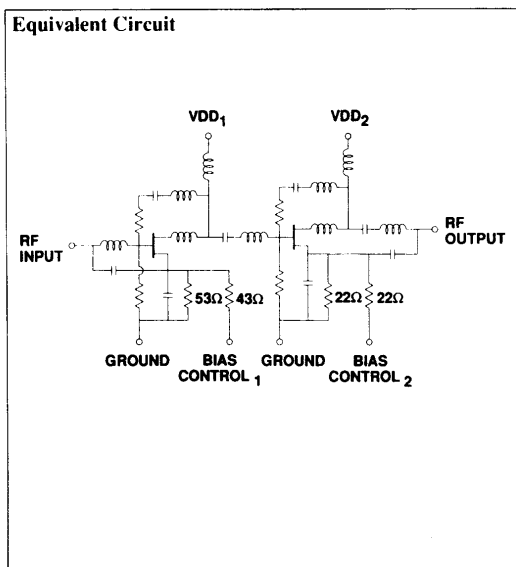 Equivalent Circuit
VDD1 VDD2
RF INPUT
RF OUTPUT
53Ω 43Ω 22Ω 22Ω
GROUND BIAS CONTROL 1 GROUND BIAS CONTROL 2